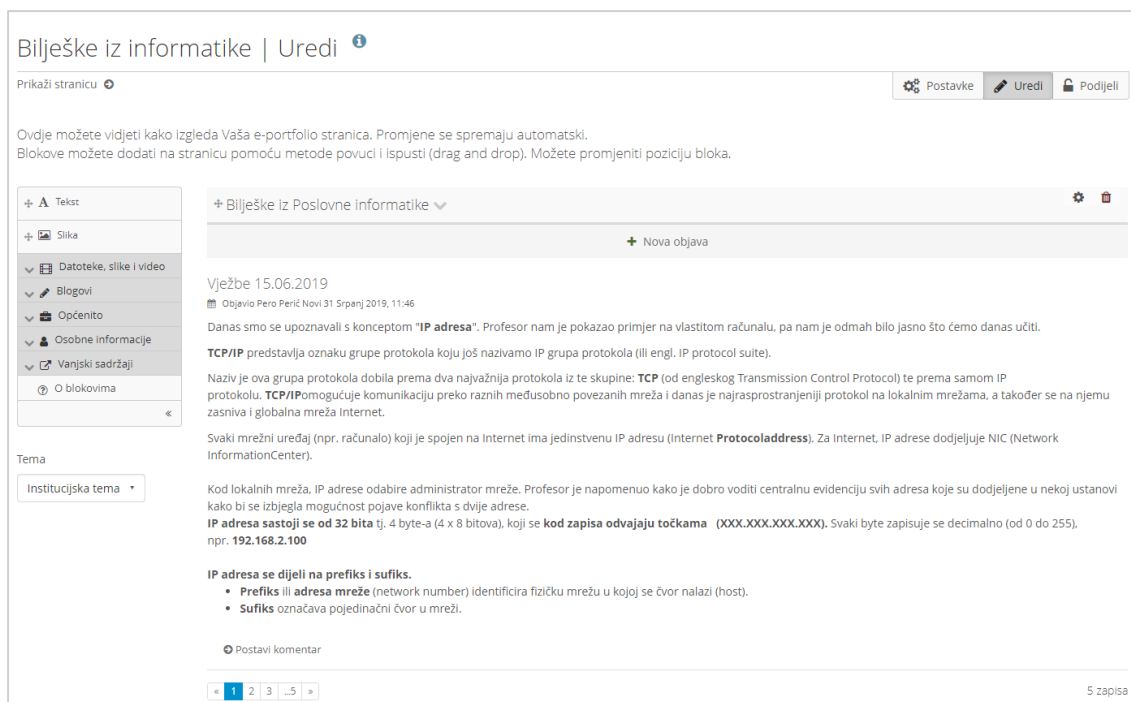 Bilješke iz informatike | Uredi
Prikaži stranicu
Postavke
Uredi
Podijeli
Ovdje možete vidjeti kako izgleda Vaša e-portfolio stranica. Promjene se spremaju automatski.
Blokove možete dodati na stranicu pomoću metode povuci i ispusti (drag and drop). Možete promjeniti poziciju bloka.
A Tekst
Slika
Datoteke, slike i video
Blogovi
Općenito
Osobne informacije
Vanjski sadržaji
O blokovima
«
Tema
Institucijska tema
Bilješke iz Poslovne informatike
+ Nova objava
Vježbe 15.06.2019
Objavio Pero Perić Novi 31 Srpanj 2019, 11:46
Danas smo se upoznavali s konceptom "IP adresa". Profesor nam je pokazao primjer na vlastitom računalu, pa nam je odmah bilo jasno što ćemo danas učiti.
TCP/IP predstavlja oznaku grupe protokola koju još nazivamo IP grupa protokola (ili engl. IP protocol suite).
Naziv je ova grupa protokola dobila prema dva najvažnija protokola iz te skupine: TCP (od engleskog Transmission Control Protocol) te prema samom IP
protokolu. TCP/IPomogućuje komunikaciju preko raznih međusobno povezanih mreža i danas je najrasprostranjeniji protokol na lokalnim mrežama, a također se na njemu
zasniva i globalna mreža Internet.
Svaki mrežni uređaj (npr. računalo) koji je spojen na Internet ima jedinstvenu IP adresu (Internet Protocoladdress). Za Internet, IP adrese dodjeljuje NIC (Network
InformationCenter).
Kod lokalnih mreža, IP adrese odabire administrator mreže. Profesor je napomenuo kako je dobro voditi centralnu evidenciju svih adresa koje su dodjeljene u nekoj ustanovi
kako bi se izbjegla mogućnost pojave konflikta s dvije adrese.
IP adresa sastoji se od 32 bita tj. 4 byte-a (4 x 8 bitova), koji se kod zapisa odvajaju točkama (XXX.XXX.XXX.XXX). Svaki byte zapisuje se decimalno (od 0 do 255),
npr. 192.168.2.100
IP adresa se dijeli na prefiks i sufiks.
• Prefiks ili adresa mreže (network number) identificira fizičku mrežu u kojoj se čvor nalazi (host).
• Sufiks označava pojedinačni čvor u mreži.
Postavi komentar
« 1 2 3 ...5 »
5 zapisa